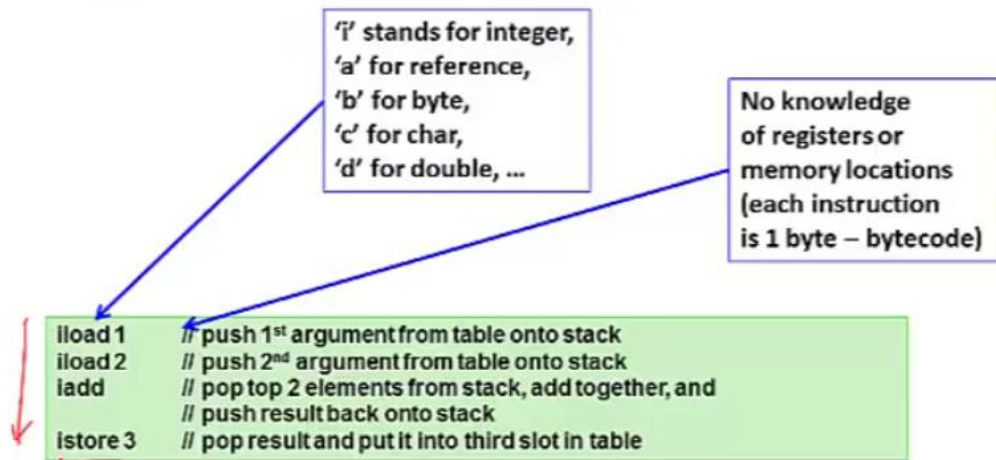 'i' stands for integer,
'a' for reference,
'b' for byte,
'c' for char,
'd' for double, ...
No knowledge
of registers or
memory locations
(each instruction
is 1 byte – bytecode)
iload 1 // push 1st argument from table onto stack
iload 2 // push 2nd argument from table onto stack
iadd // pop top 2 elements from stack, add together, and
// push result back onto stack
istore 3 // pop result and put it into third slot in table